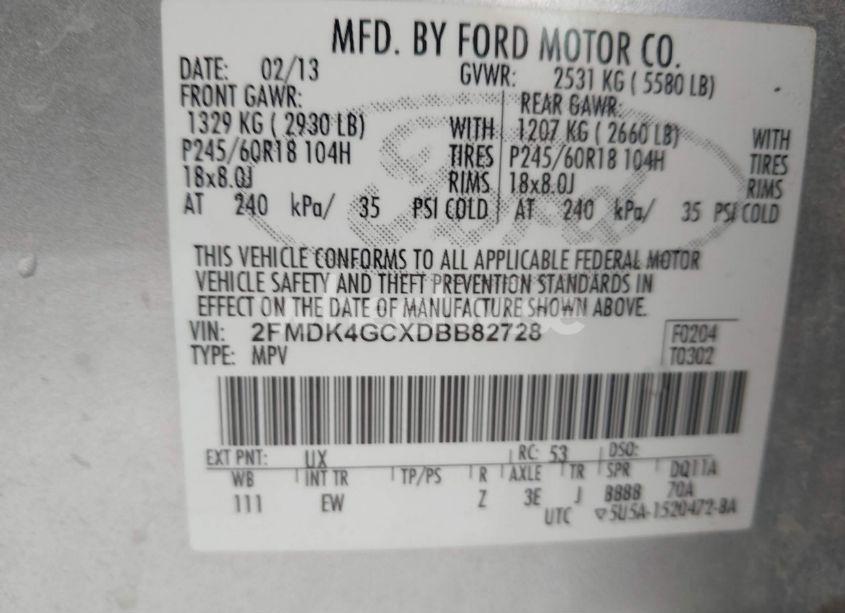 MFD. BY FORD MOTOR CO.
DATE: 02/13 GVWR: 2531 KG ( 5580 LB)
FRONT GAWR: REAR GAWR:
1329 KG ( 2930 LB) WITH 1207 KG ( 2660 LB) WITH
P245/60R18 104H TIRES P245/60R18 104H TIRES
18x8.0J RIMS 18x8.0J RIMS
AT 240 kPa/ 35 PSI COLD AT 240 kPa/ 35 PSI COLD
THIS VEHICLE CONFORMS TO ALL APPLICABLE FEDERAL MOTOR
VEHICLE SAFETY AND THEFT PREVENTION STANDARDS IN
EFFECT ON THE DATE OF MANUFACTURE SHOWN ABOVE.
VIN: 2FMDK4GCXDBB82728 F0204
TYPE: MPV T0302
EXT PNT: UX RC: 53 DSO:
WB INT TR TP/PS R AXLE TR SPR DQ11A
111 EW Z 3E J BBBB 70A
UTC ▽5U5A-1520472-BA
Ford